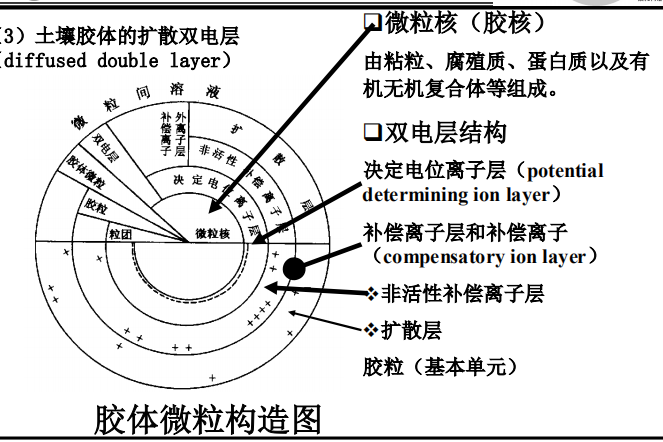 3）土壤胶体的扩散双电层
(diffused double layer）
微粒间溶液
双电层
补偿离子
外离子层
扩散层
非活性补偿离子层
决定电位离子层
胶体微粒
胶粒
粒团
微粒核
胶体微粒构造图
❑微粒核（胶核）
由粘粒、腐殖质、蛋白质以及有
机无机复合体等组成。
❑双电层结构
决定电位离子层（potential
determining ion layer）
补偿离子层和补偿离子
（compensatory ion layer）
❖非活性补偿离子层
❖扩散层
胶粒（基本单元）